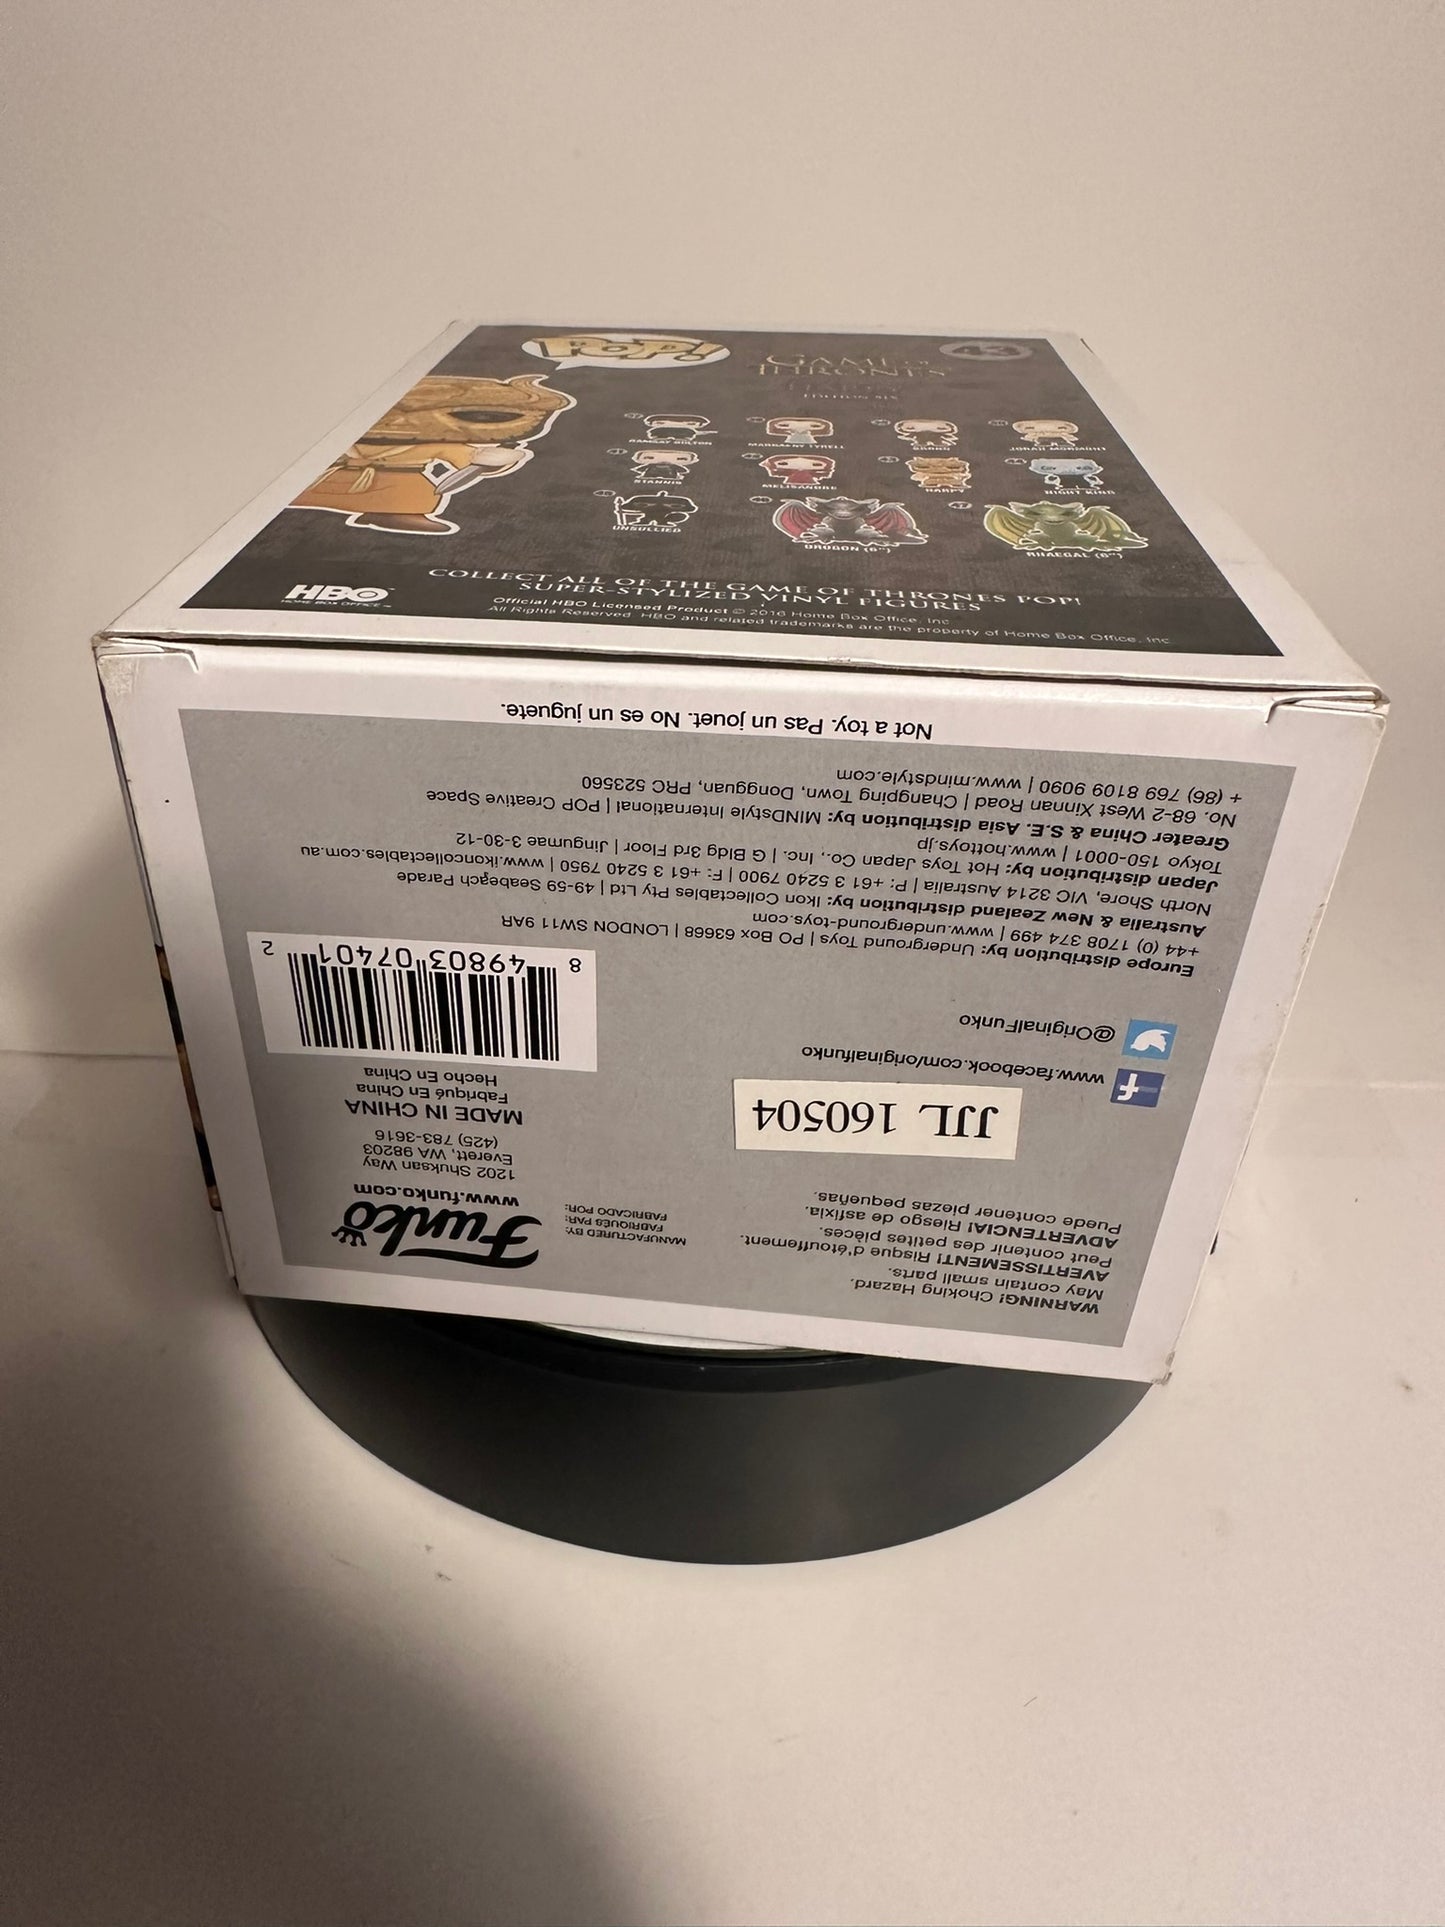 POP!
GAME OF
THRONES
EDITION SIX
43
RAMSAY BOLTON
MARGAERY TYRELL
JORAH MORMONT
STANNIS
MELISANDRE
HARPY
NIGHT KING
UNSULLIED
DROGON (6")
RHAEGAL (6")
COLLECT ALL OF THE GAME OF THRONES POP!
SUPER-STYLIZED VINYL FIGURES
HBO
HOME BOX OFFICE
Official HBO Licensed Product © 2016 Home Box Office, Inc
All Rights Reserved. HBO and related trademarks are the property of Home Box Office, Inc
WARNING! Choking Hazard.
May contain small parts.
AVERTISSEMENT! Risque d'étouffement.
Peut contenir des petites pièces.
ADVERTENCIA! Riesgo de asfixia.
Puede contener piezas pequeñas.
MANUFACTURED BY:
FABRIQUÉS PAR:
FABRICADO POR:
Funko
www.funko.com
1202 Shuksan Way
Everett, WA 98203
(425) 783-3616
MADE IN CHINA
Fabriqué En China
Hecho En China
JJL 160504
www.facebook.com/originalfunko
@OriginalFunko
8 49803 07401 2
Europe distribution by: Underground Toys | PO Box 63668 | LONDON SW11 9AR
+44 (0) 1708 374 499 | www.underground-toys.com
Australia & New Zealand distribution by: Ikon Collectables Pty Ltd | 49-59 Seabeach Parade
North Shore, VIC 3214 Australia | P: +61 3 5240 7900 | F: +61 3 5240 7950 | www.ikoncollectables.com.au
Japan distribution by: Hot Toys Japan Co., Inc. | G Bldg 3rd Floor | Jingumae 3-30-12
Tokyo 150-0001 | www.hottoys.jp
Greater China & S.E. Asia distribution by: MINDstyle International | POP Creative Space
No. 68-2 West Xinnan Road | Changping Town, Dongguan, PRC 523560
+ (86) 769 8109 9090 | www.mindstyle.com
Not a toy. Pas un jouet. No es un juguete.